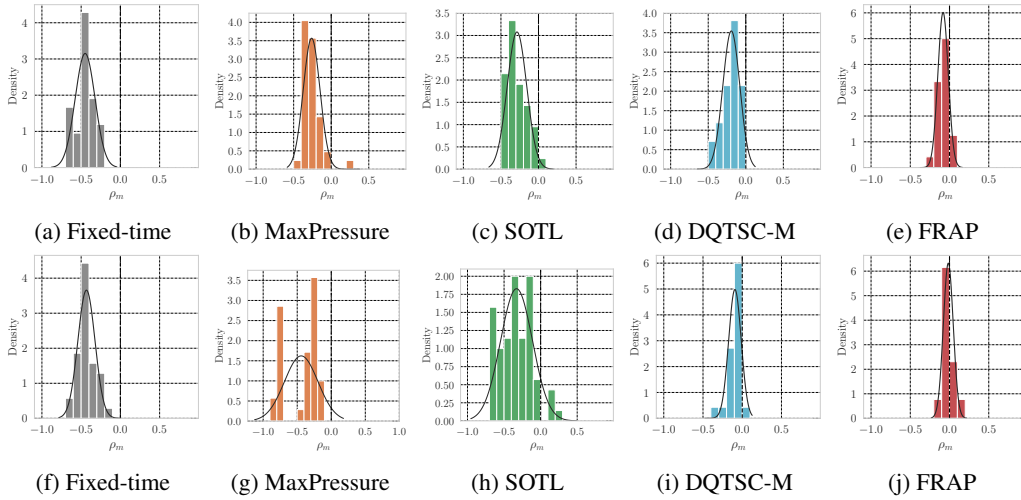 Density
4
3
2
1
0
−1.0 −0.5 0.0 0.5
ρm
Density
4.0
3.5
3.0
2.5
2.0
1.5
1.0
0.5
0
−1.0 −0.5 0.0 0.5
ρm
Density
3.5
3.0
2.5
2.0
1.5
1.0
0.5
0
−1.0 −0.5 0.0 0.5
ρm
Density
4.0
3.5
3.0
2.5
2.0
1.5
1.0
0.5
0
−1.0 −0.5 0.0 0.5
ρm
Density
6
5
4
3
2
1
0
−1.0 −0.5 0.0 0.5
ρm
(a) Fixed-time
(b) MaxPressure
(c) SOTL
(d) DQTSC-M
(e) FRAP
Density
4
3
2
1
0
−1.0 −0.5 0.0 0.5
ρm
Density
3.5
3.0
2.5
2.0
1.5
1.0
0.5
0
−1.0 −0.5 0.0 0.5 1.0
ρm
Density
2.00
1.75
1.50
1.25
1.00
0.75
0.50
0.25
0.00
−1.0 −0.5 0.0 0.5
ρm
Density
6
5
4
3
2
1
0
−1.0 −0.5 0.0 0.5
ρm
Density
6
5
4
3
2
1
0
−1.0 −0.5 0.0 0.5
ρm
(f) Fixed-time
(g) MaxPressure
(h) SOTL
(i) DQTSC-M
(j) FRAP